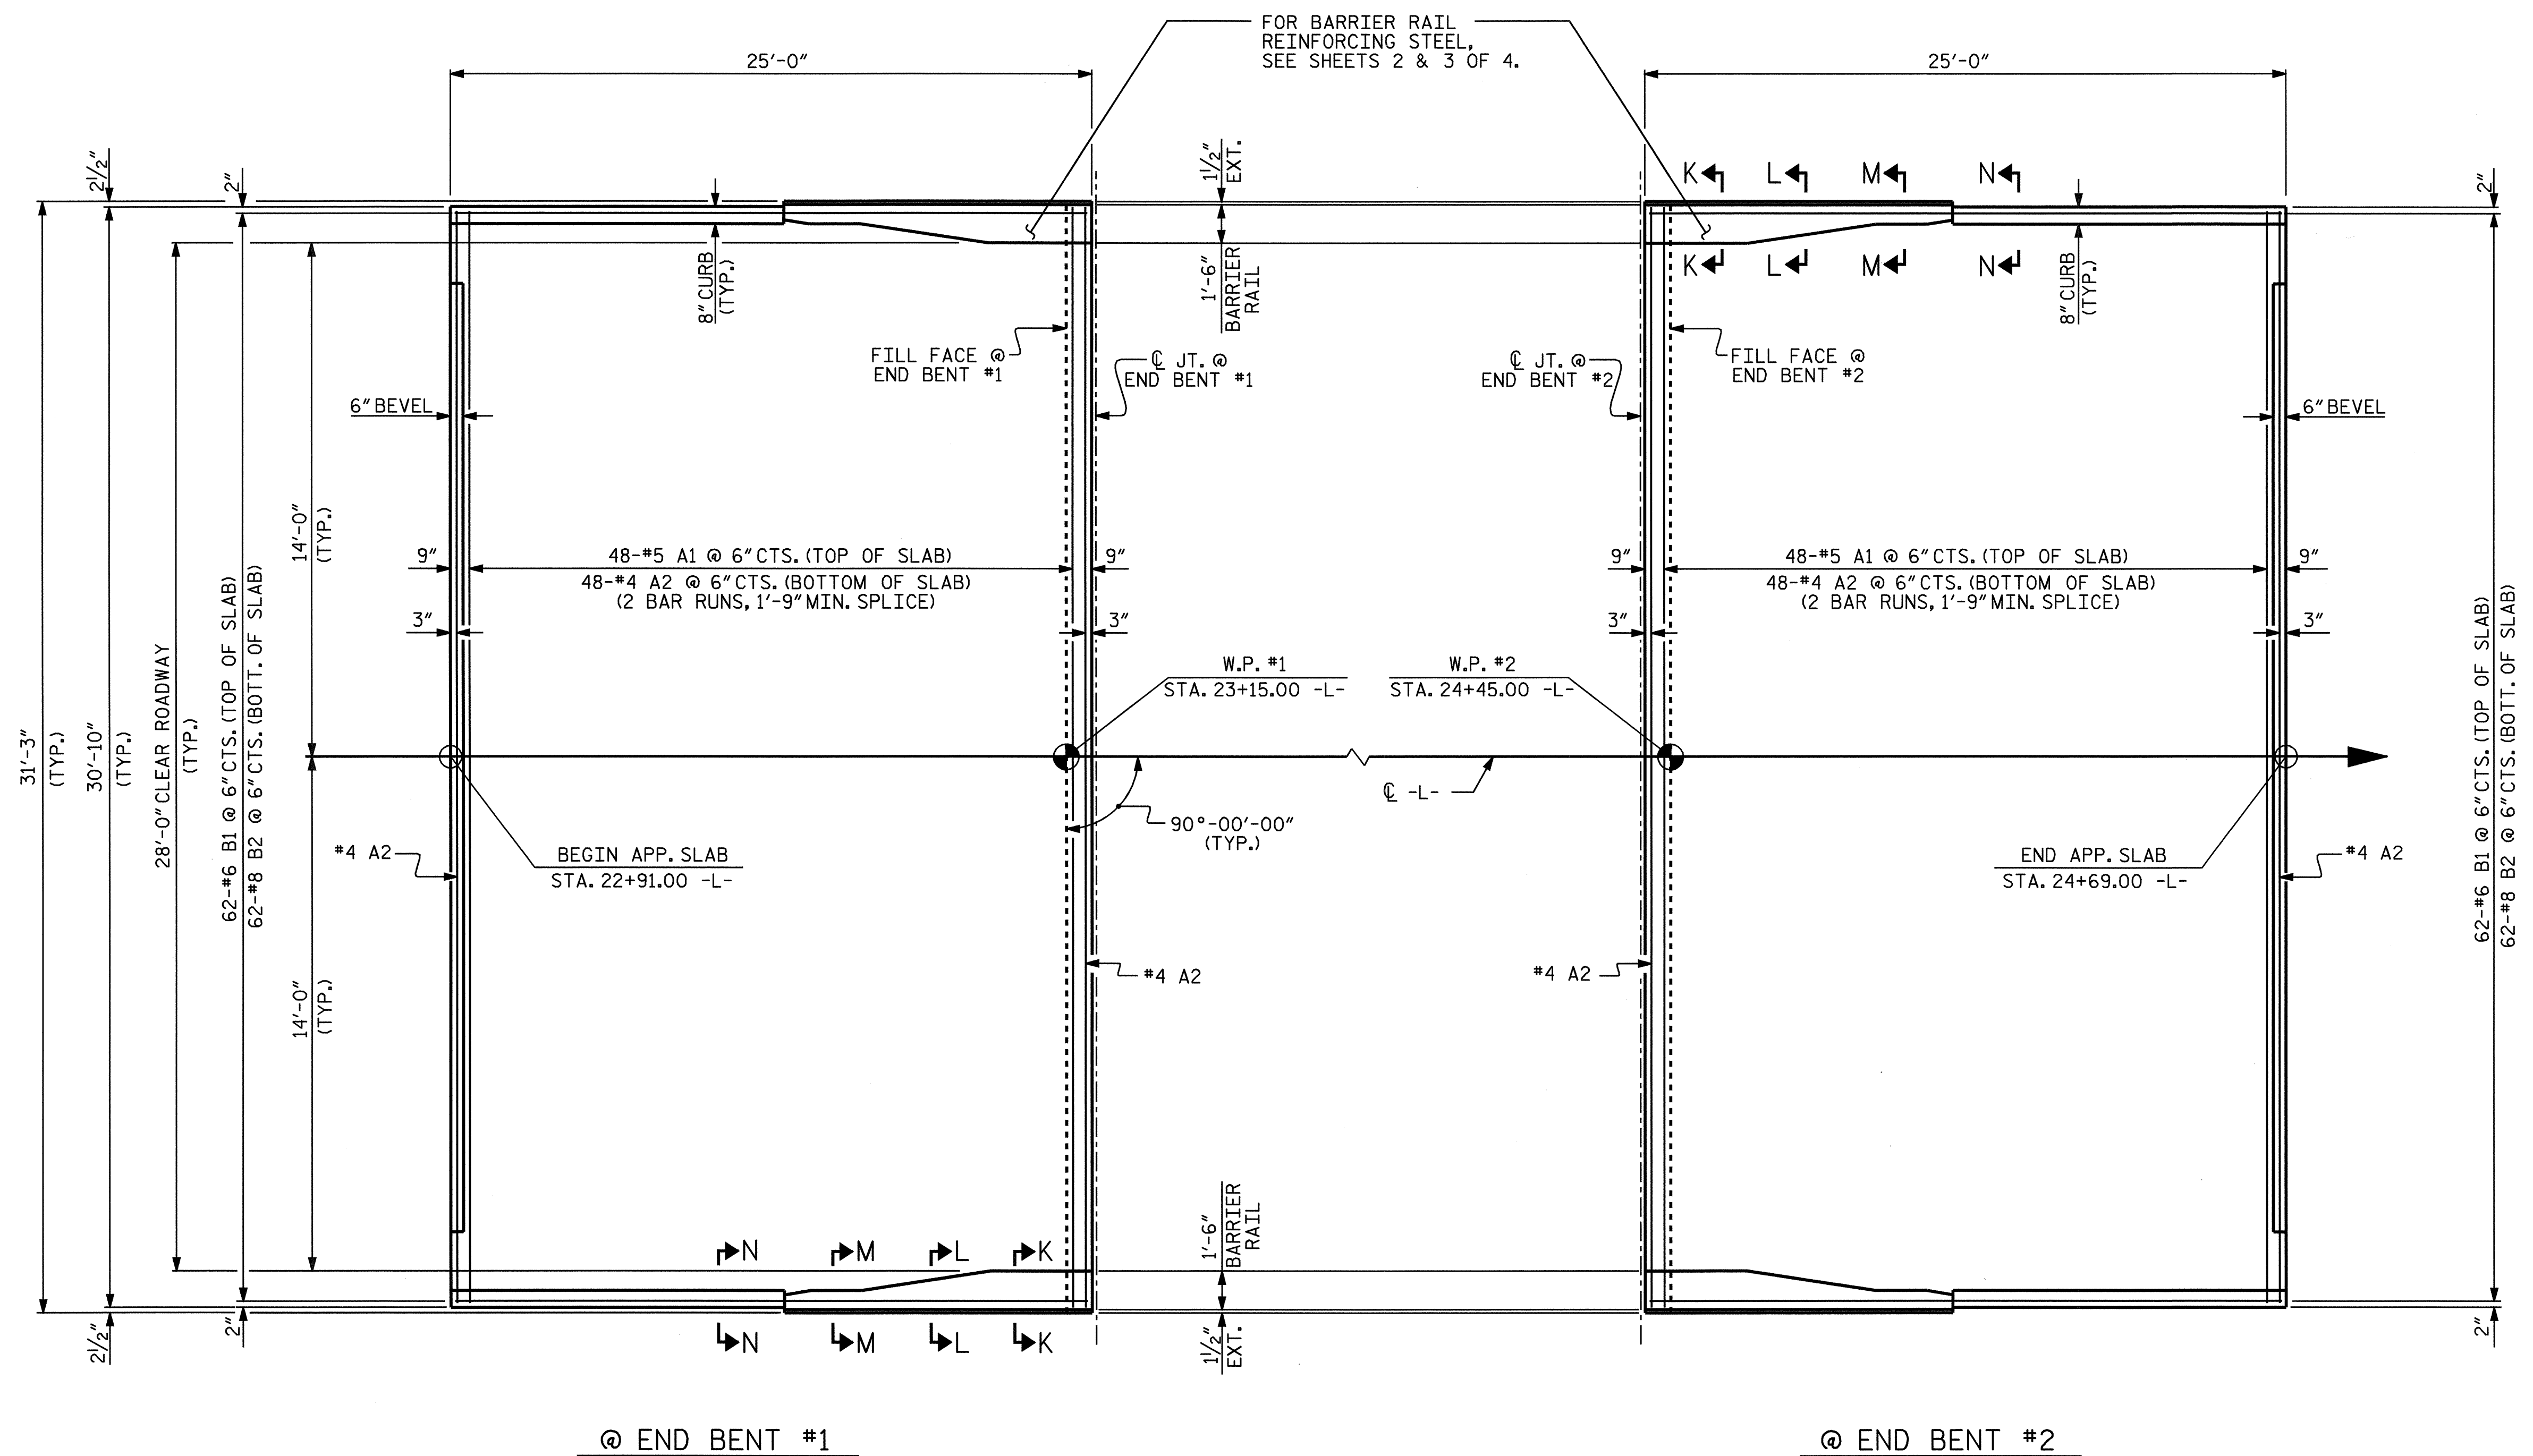 FOR BARRIER RAIL
REINFORCING STEEL,
SEE SHEETS 2 & 3 OF 4.
25'-0"
25'-0"
2 1/2"
2"
1 1/2"
EXT.
K L M N
2"
8" CURB
(TYP.)
1'-6"
BARRIER
RAIL
K L M N
8" CURB
(TYP.)
FILL FACE @
END BENT #1
℄ JT. @
END BENT #1
℄ JT. @
END BENT #2
FILL FACE @
END BENT #2
6" BEVEL
6" BEVEL
14'-0"
(TYP.)
9"
48-#5 A1 @ 6" CTS. (TOP OF SLAB)
48-#4 A2 @ 6" CTS. (BOTTOM OF SLAB)
(2 BAR RUNS, 1'-9" MIN. SPLICE)
9"
9"
48-#5 A1 @ 6" CTS. (TOP OF SLAB)
48-#4 A2 @ 6" CTS. (BOTTOM OF SLAB)
(2 BAR RUNS, 1'-9" MIN. SPLICE)
9"
3"
3"
3"
3"
31'-3"
(TYP.)
30'-10"
(TYP.)
28'-0" CLEAR ROADWAY
(TYP.)
62-#6 B1 @ 6" CTS. (TOP OF SLAB)
62-#8 B2 @ 6" CTS. (BOTT. OF SLAB)
W.P. #1
STA. 23+15.00 -L-
W.P. #2
STA. 24+45.00 -L-
62-#6 B1 @ 6" CTS. (TOP OF SLAB)
62-#8 B2 @ 6" CTS. (BOTT. OF SLAB)
℄ -L-
90°-00'-00"
(TYP.)
#4 A2
BEGIN APP. SLAB
STA. 22+91.00 -L-
END APP. SLAB
STA. 24+69.00 -L-
#4 A2
#4 A2
#4 A2
14'-0"
(TYP.)
N M L K
1'-6"
BARRIER
RAIL
2 1/2"
2"
N M L K
1 1/2"
EXT.
2"
@ END BENT #1
@ END BENT #2